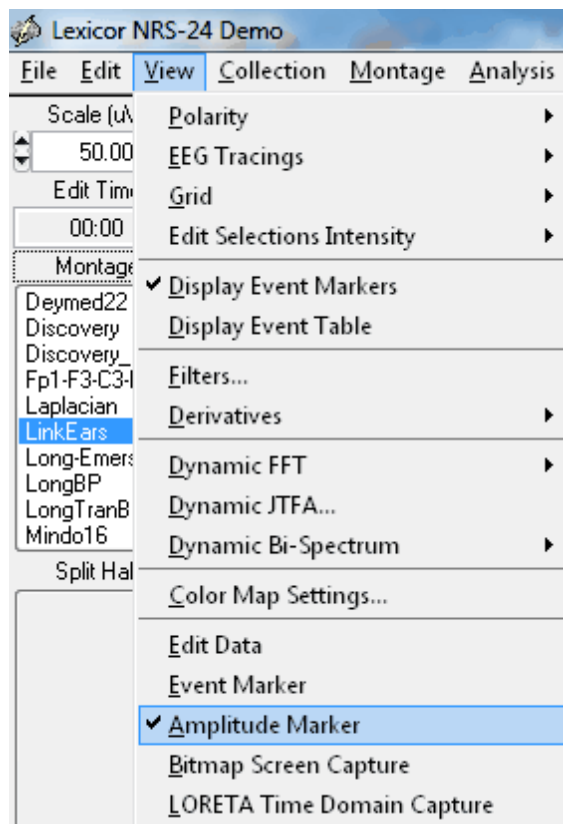 Lexicor NRS-24 Demo
File Edit View Collection Montage Analysis
Scale (uV
50.00
Edit Time
00:00
Montage
Deymed22
Discovery
Discovery_
Fp1-F3-C3-
Laplacian
LinkEars
Long-Emers
LongBP
LongTranB
Mindo16
Split Hal
Polarity
EEG Tracings
Grid
Edit Selections Intensity
Display Event Markers
Display Event Table
Filters...
Derivatives
Dynamic FFT
Dynamic JTFA...
Dynamic Bi-Spectrum
Color Map Settings...
Edit Data
Event Marker
Amplitude Marker
Bitmap Screen Capture
LORETA Time Domain Capture